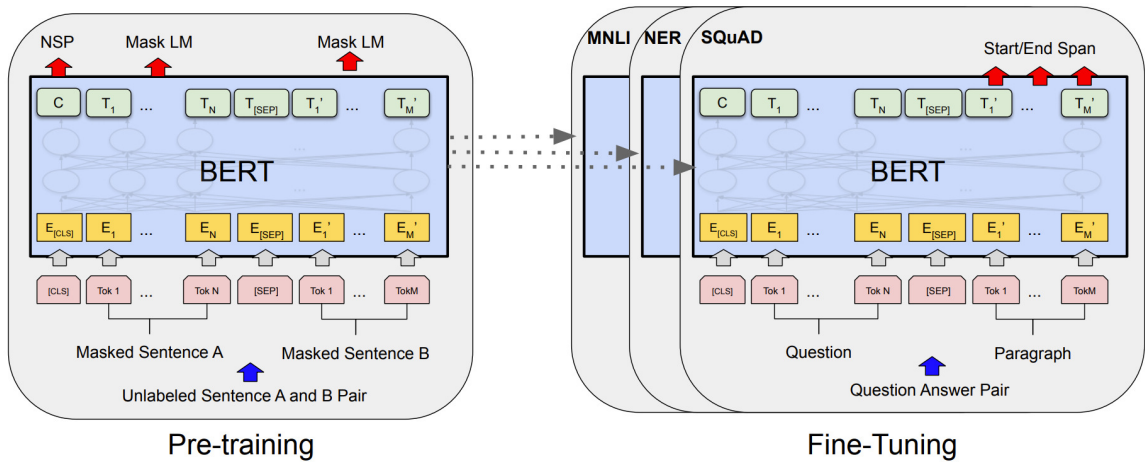 NSP Mask LM Mask LM
C T1 ... TN T[SEP] T1' ... TM'
...
BERT
...
E[CLS] E1 ... EN E[SEP] E1' ... EM'
[CLS] Tok 1 ... Tok N [SEP] Tok 1 ... TokM
Masked Sentence A Masked Sentence B
Unlabeled Sentence A and B Pair
Pre-training
MNLI NER SQuAD
Start/End Span
C T1 ... TN T[SEP] T1' ... TM'
...
BERT
...
E[CLS] E1 ... EN E[SEP] E1' ... EM'
[CLS] Tok 1 ... Tok N [SEP] Tok 1 ... TokM
Question Paragraph
Question Answer Pair
Fine-Tuning